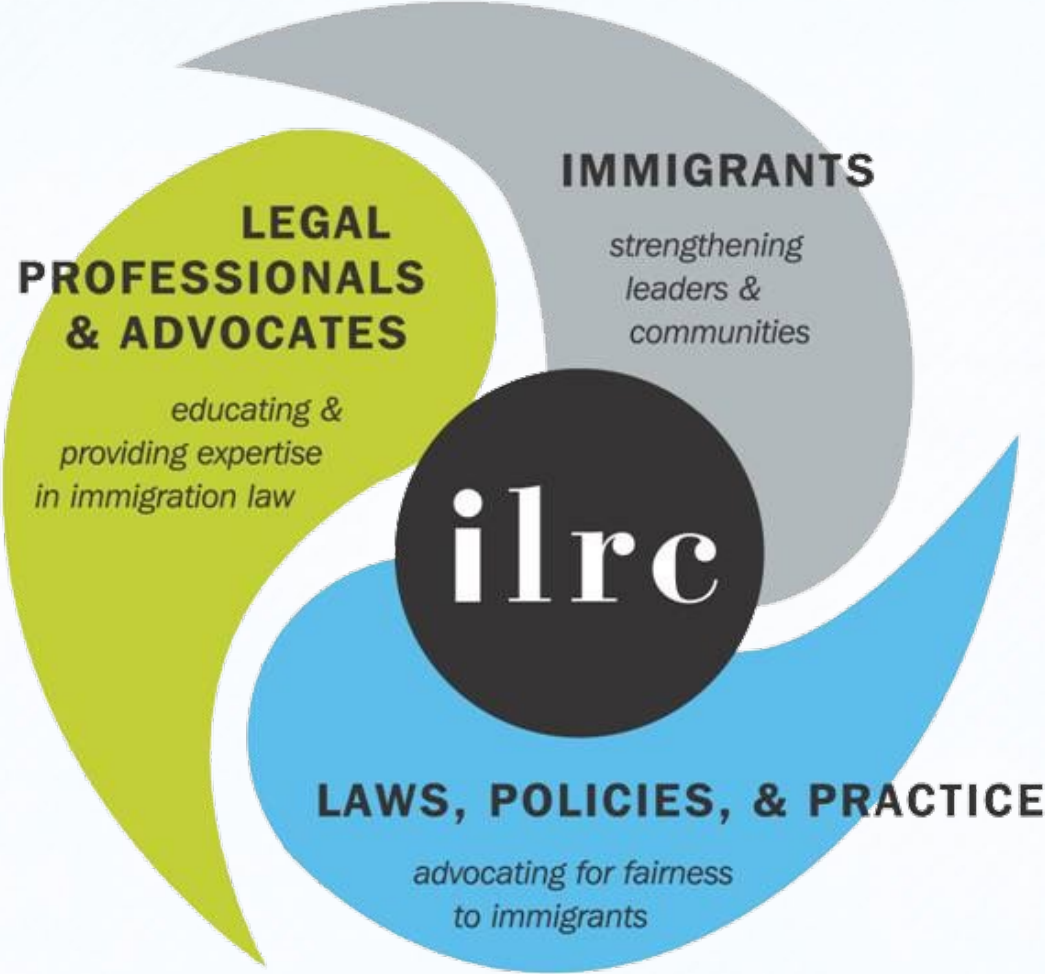 LEGAL
PROFESSIONALS
& ADVOCATES
educating &
providing expertise
in immigration law
IMMIGRANTS
strengthening
leaders &
communities
ilrc
LAWS, POLICIES, & PRACTICE
advocating for fairness
to immigrants